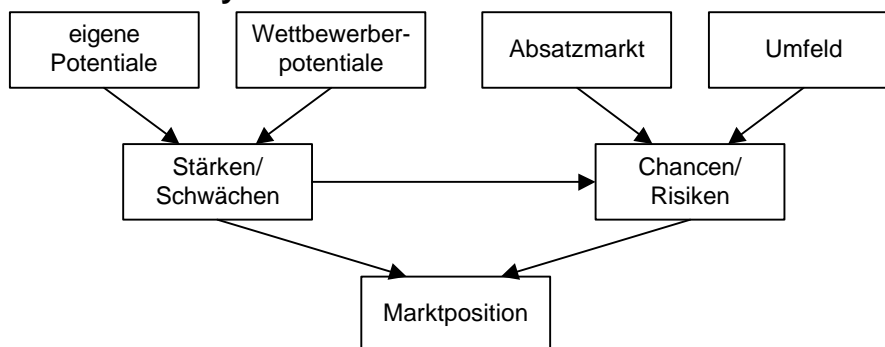 eigene
Potentiale
Wettbewerber-
potentiale
Absatzmarkt
Umfeld
Stärken/
Schwächen
Chancen/
Risiken
Marktposition